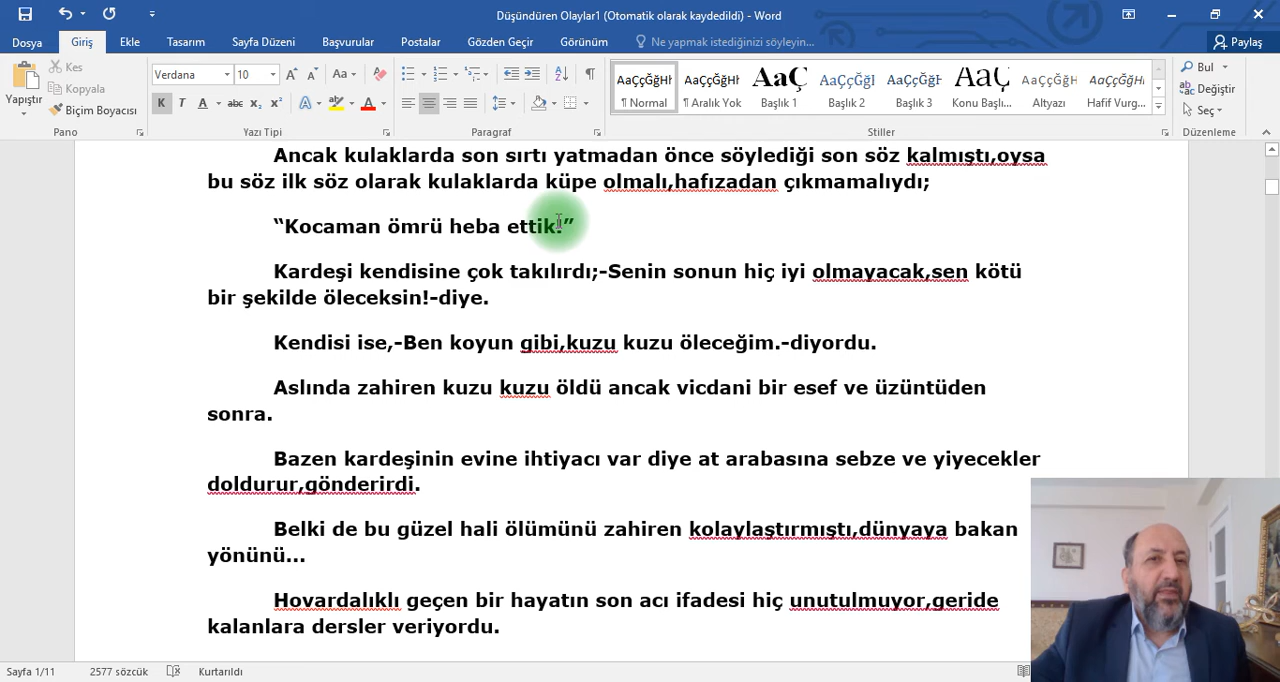 Düşündüren Olaylar1 (Otomatik olarak kaydedildi) - Word
Dosya Giriş Ekle Tasarım Sayfa Düzeni Başvurular Postalar Gözden Geçir Görünüm Ne yapmak istediğinizi söyleyin... Paylaş
Yapıştır
Kes
Kopyala
Biçim Boyacısı
Pano
Verdana 10
Yazı Tipi
Paragraf
AaÇçĞğHł AaÇçĞğHł AaÇç AaÇçĞğI AaÇçĞğH AaÇç AaÇçĞğHł AaÇçĞğHł
¶ Normal ¶ Aralık Yok Başlık 1 Başlık 2 Başlık 3 Konu Başlı... Altyazı Hafif Vurg...
Stiller
Bul
Değiştir
Seç
Düzenleme
Ancak kulaklarda son sırtı yatmadan önce söylediği son söz kalmıştı,oysa
bu söz ilk söz olarak kulaklarda küpe olmalı,hafızadan çıkmamalıydı;
“Kocaman ömrü heba ettik!”
Kardeşi kendisine çok takılırdı;-Senin sonun hiç iyi olmayacak,sen kötü
bir şekilde öleceksin!-diye.
Kendisi ise,-Ben koyun gibi,kuzu kuzu öleceğim.-diyordu.
Aslında zahiren kuzu kuzu öldü ancak vicdani bir esef ve üzüntüden
sonra.
Bazen kardeşinin evine ihtiyacı var diye at arabasına sebze ve yiyecekler
doldurur,gönderirdi.
Belki de bu güzel hali ölümünü zahiren kolaylaştırmıştı,dünyaya bakan
yönünü...
Hovardalıklı geçen bir hayatın son acı ifadesi hiç unutulmuyor,geride
kalanlara dersler veriyordu.
Sayfa 1/11 2577 sözcük Kurtarıldı